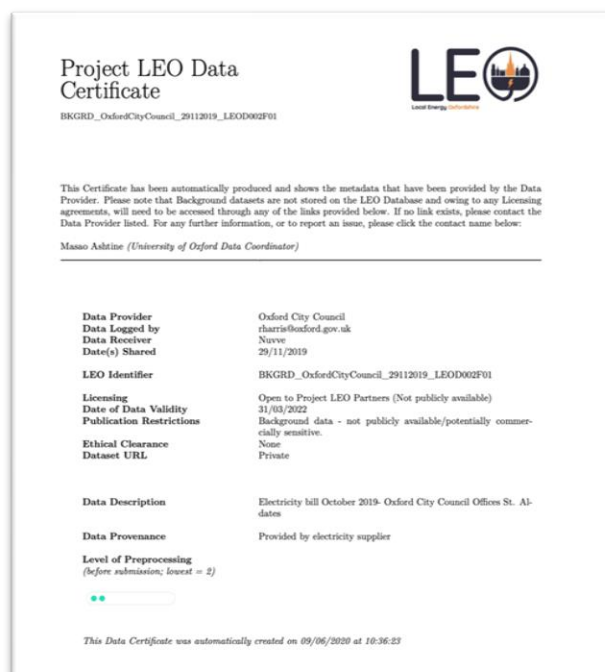 Project LEO Data
Certificate
LEO
Local Energy Oxfordshire
BKGRD_OxfordCityCouncil_29112019_LEOD002F01
This Certificate has been automatically produced and shows the metadata that have been provided by the Data
Provider. Please note that Background datasets are not stored on the LEO Database and owing to any Licensing
agreements, will need to be accessed through any of the links provided below. If no link exists, please contact the
Data Provider listed. For any further information, or to report an issue, please click the contact name below:
Masao Ashtine (University of Oxford Data Coordinator)
Data Provider Oxford City Council
Data Logged by rharris@oxford.gov.uk
Data Receiver Nuvve
Date(s) Shared 29/11/2019
LEO Identifier BKGRD_OxfordCityCouncil_29112019_LEOD002F01
Licensing Open to Project LEO Partners (Not publicly available)
Date of Data Validity 31/03/2022
Publication Restrictions Background data - not publicly available/potentially commer-
cially sensitive.
Ethical Clearance None
Dataset URL Private
Data Description Electricity bill October 2019- Oxford City Council Offices St. Al-
dates
Data Provenance Provided by electricity supplier
Level of Preprocessing
(before submission; lowest = 2)
This Data Certificate was automatically created on 09/06/2020 at 10:36:23